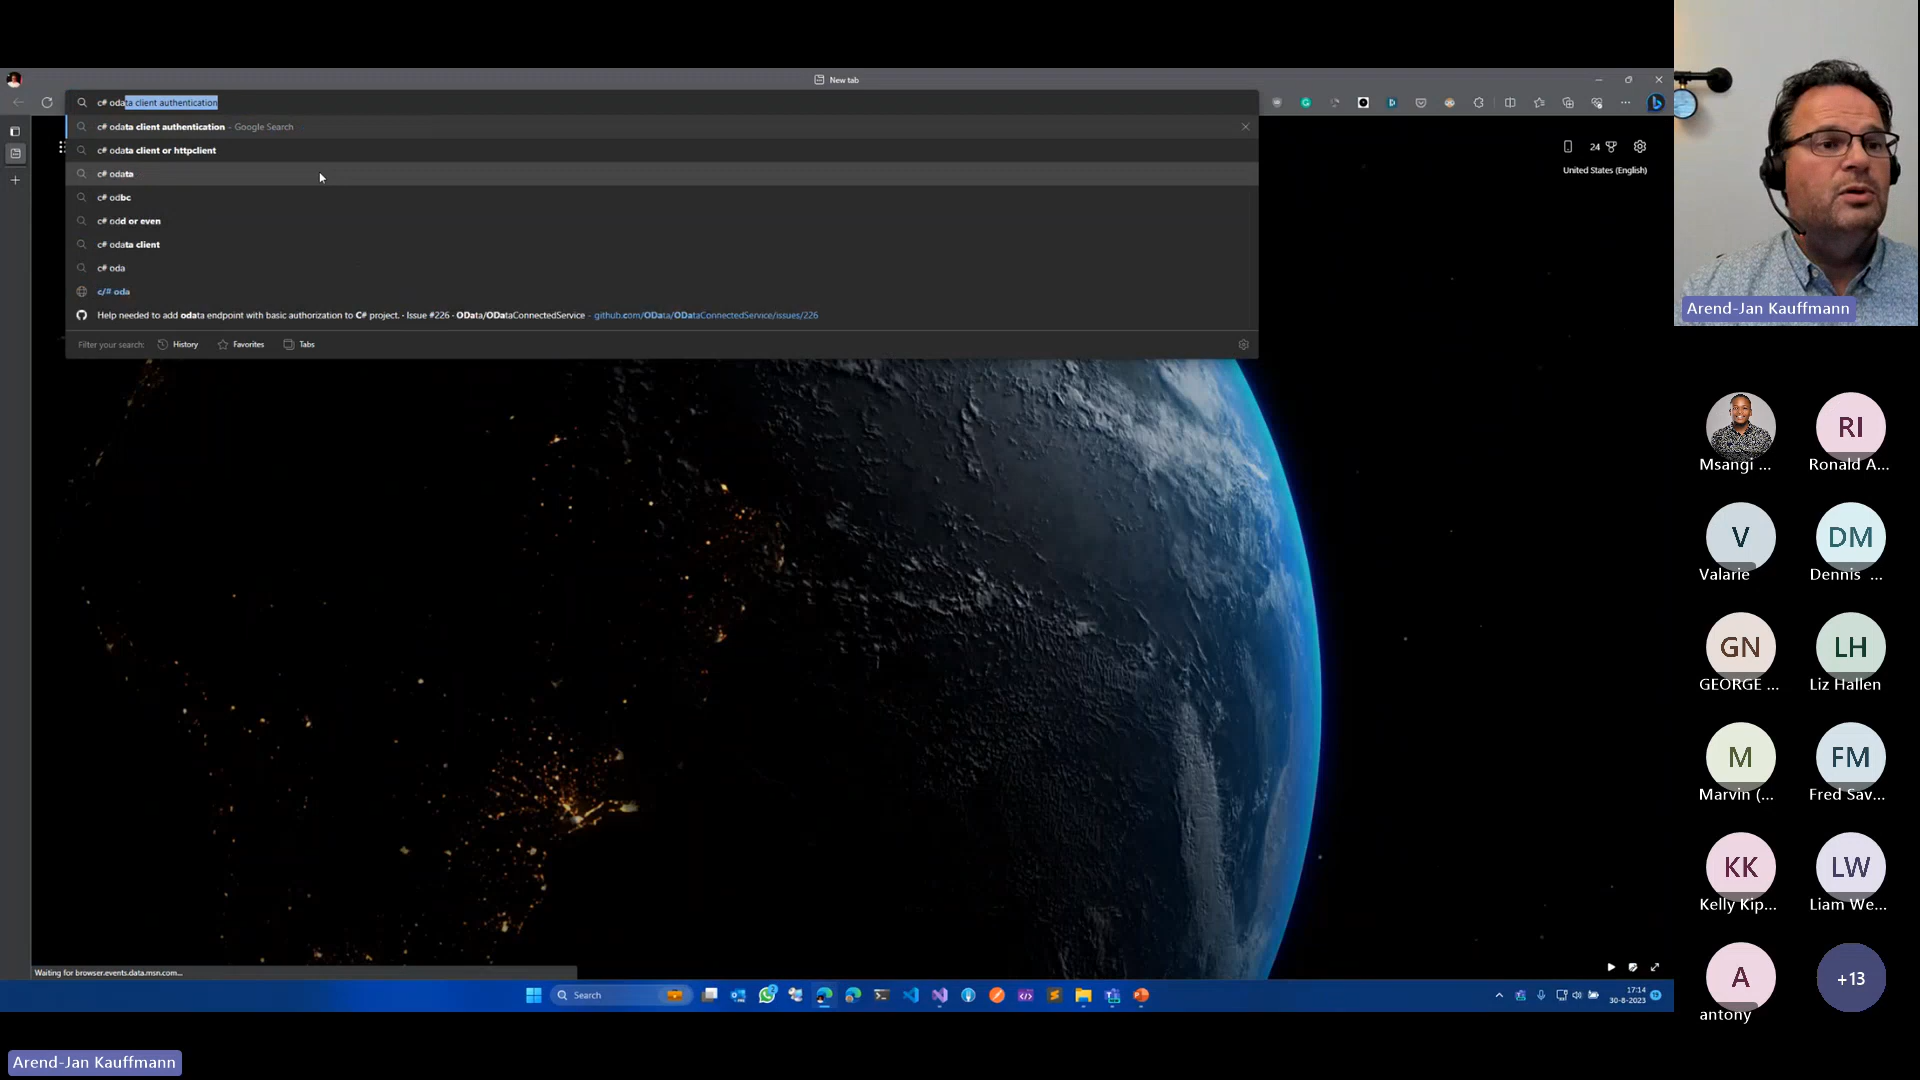 New tab
c# odata client authentication
c# odata client authentication - Google Search
c# odata client or httpclient
c# odata
c# odbc
c# odd or even
c# odata client
c# oda
c/# oda
Help needed to add odata endpoint with basic authorization to C# project. · Issue #226 · OData/ODataConnectedService - github.com/OData/ODataConnectedService/issues/226
Filter your search: History Favorites Tabs
24
United States (English)
Waiting for browser.events.data.msn.com...
Search
17:14
30-8-2023
Arend-Jan Kauffmann
Arend-Jan Kauffmann
RI
Msangi ... Ronald A...
V DM
Valarie Dennis ...
GN LH
GEORGE ... Liz Hallen
M FM
Marvin (... Fred Sav...
KK LW
Kelly Kip... Liam We...
A +13
antony